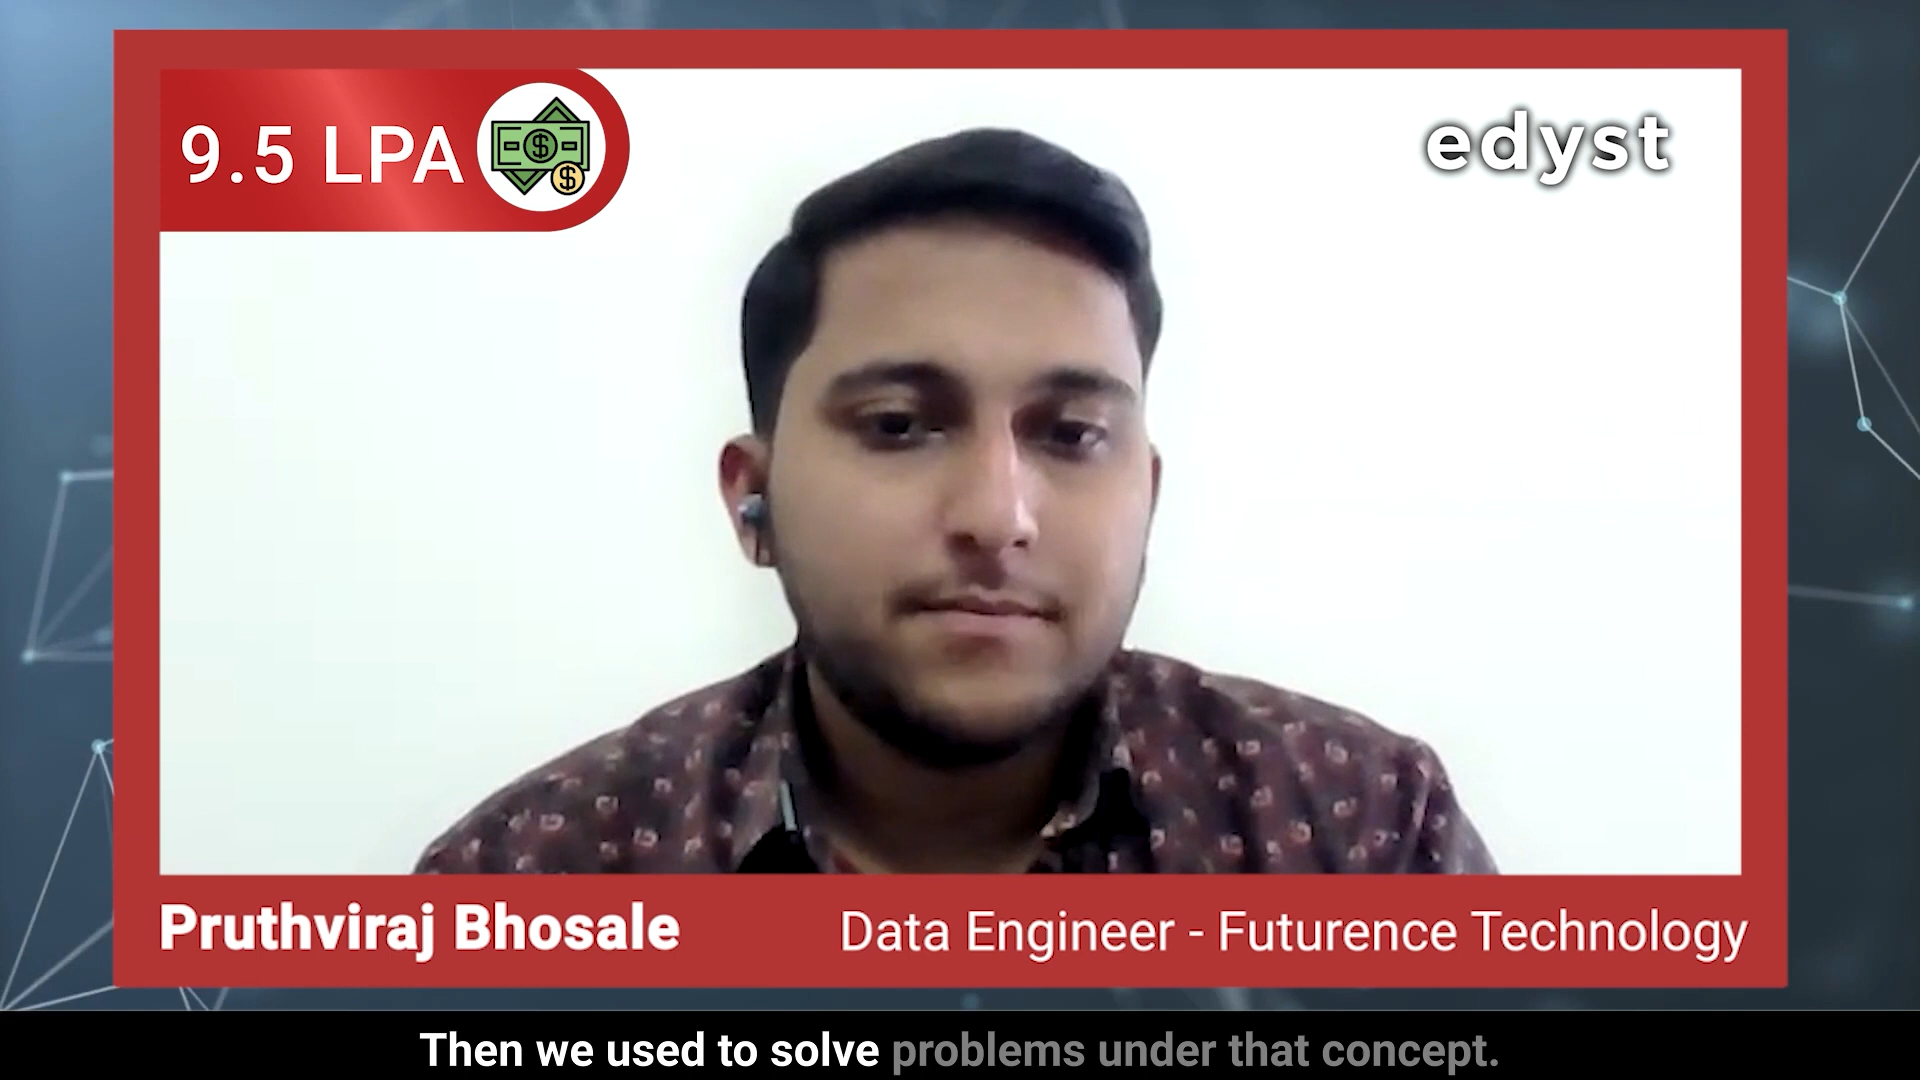 9.5 LPA
edyst
Pruthviraj Bhosale
Data Engineer - Futurence Technology
Then we used to solve problems under that concept.